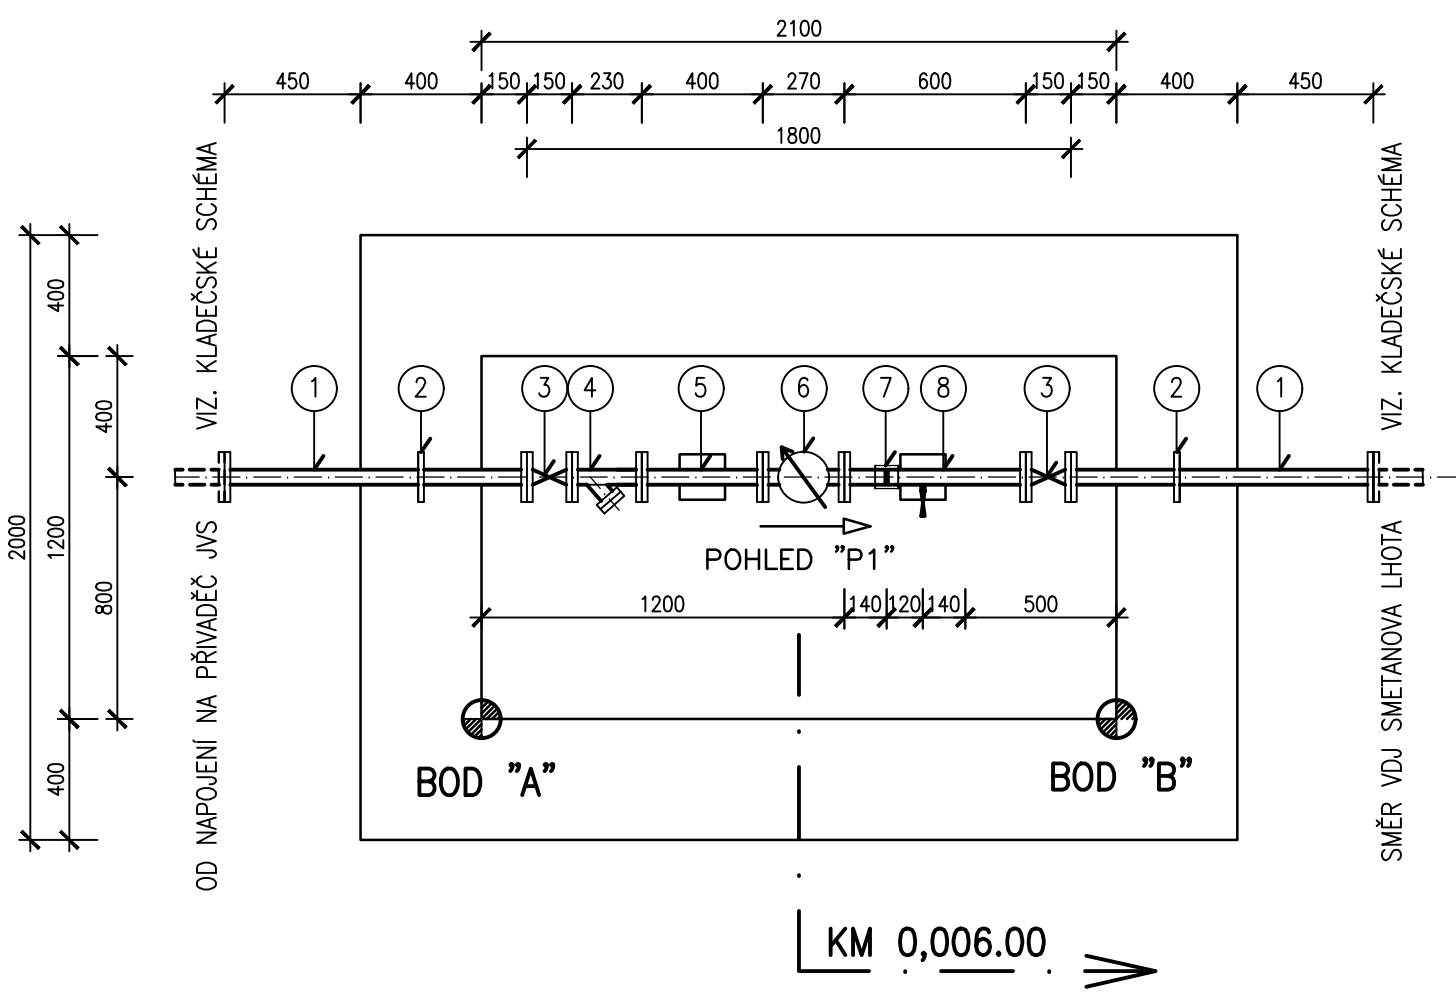 2100
450 400 150 150 230 400 270 600 150 150 400 450
1800
VIZ. KLADEČSKÉ SCHÉMA
VIZ. KLADEČSKÉ SCHÉMA
400
400
1 2 3 4 5 6 7 8 3 2 1
2000
1200
800
400
OD NAPOJENÍ NA PŘIVADĚČ JVS
SMĚR VDJ SMETANOVA LHOTA
POHLED "P1"
1200 140 120 140 500
BOD "A"
BOD "B"
KM 0,006.00